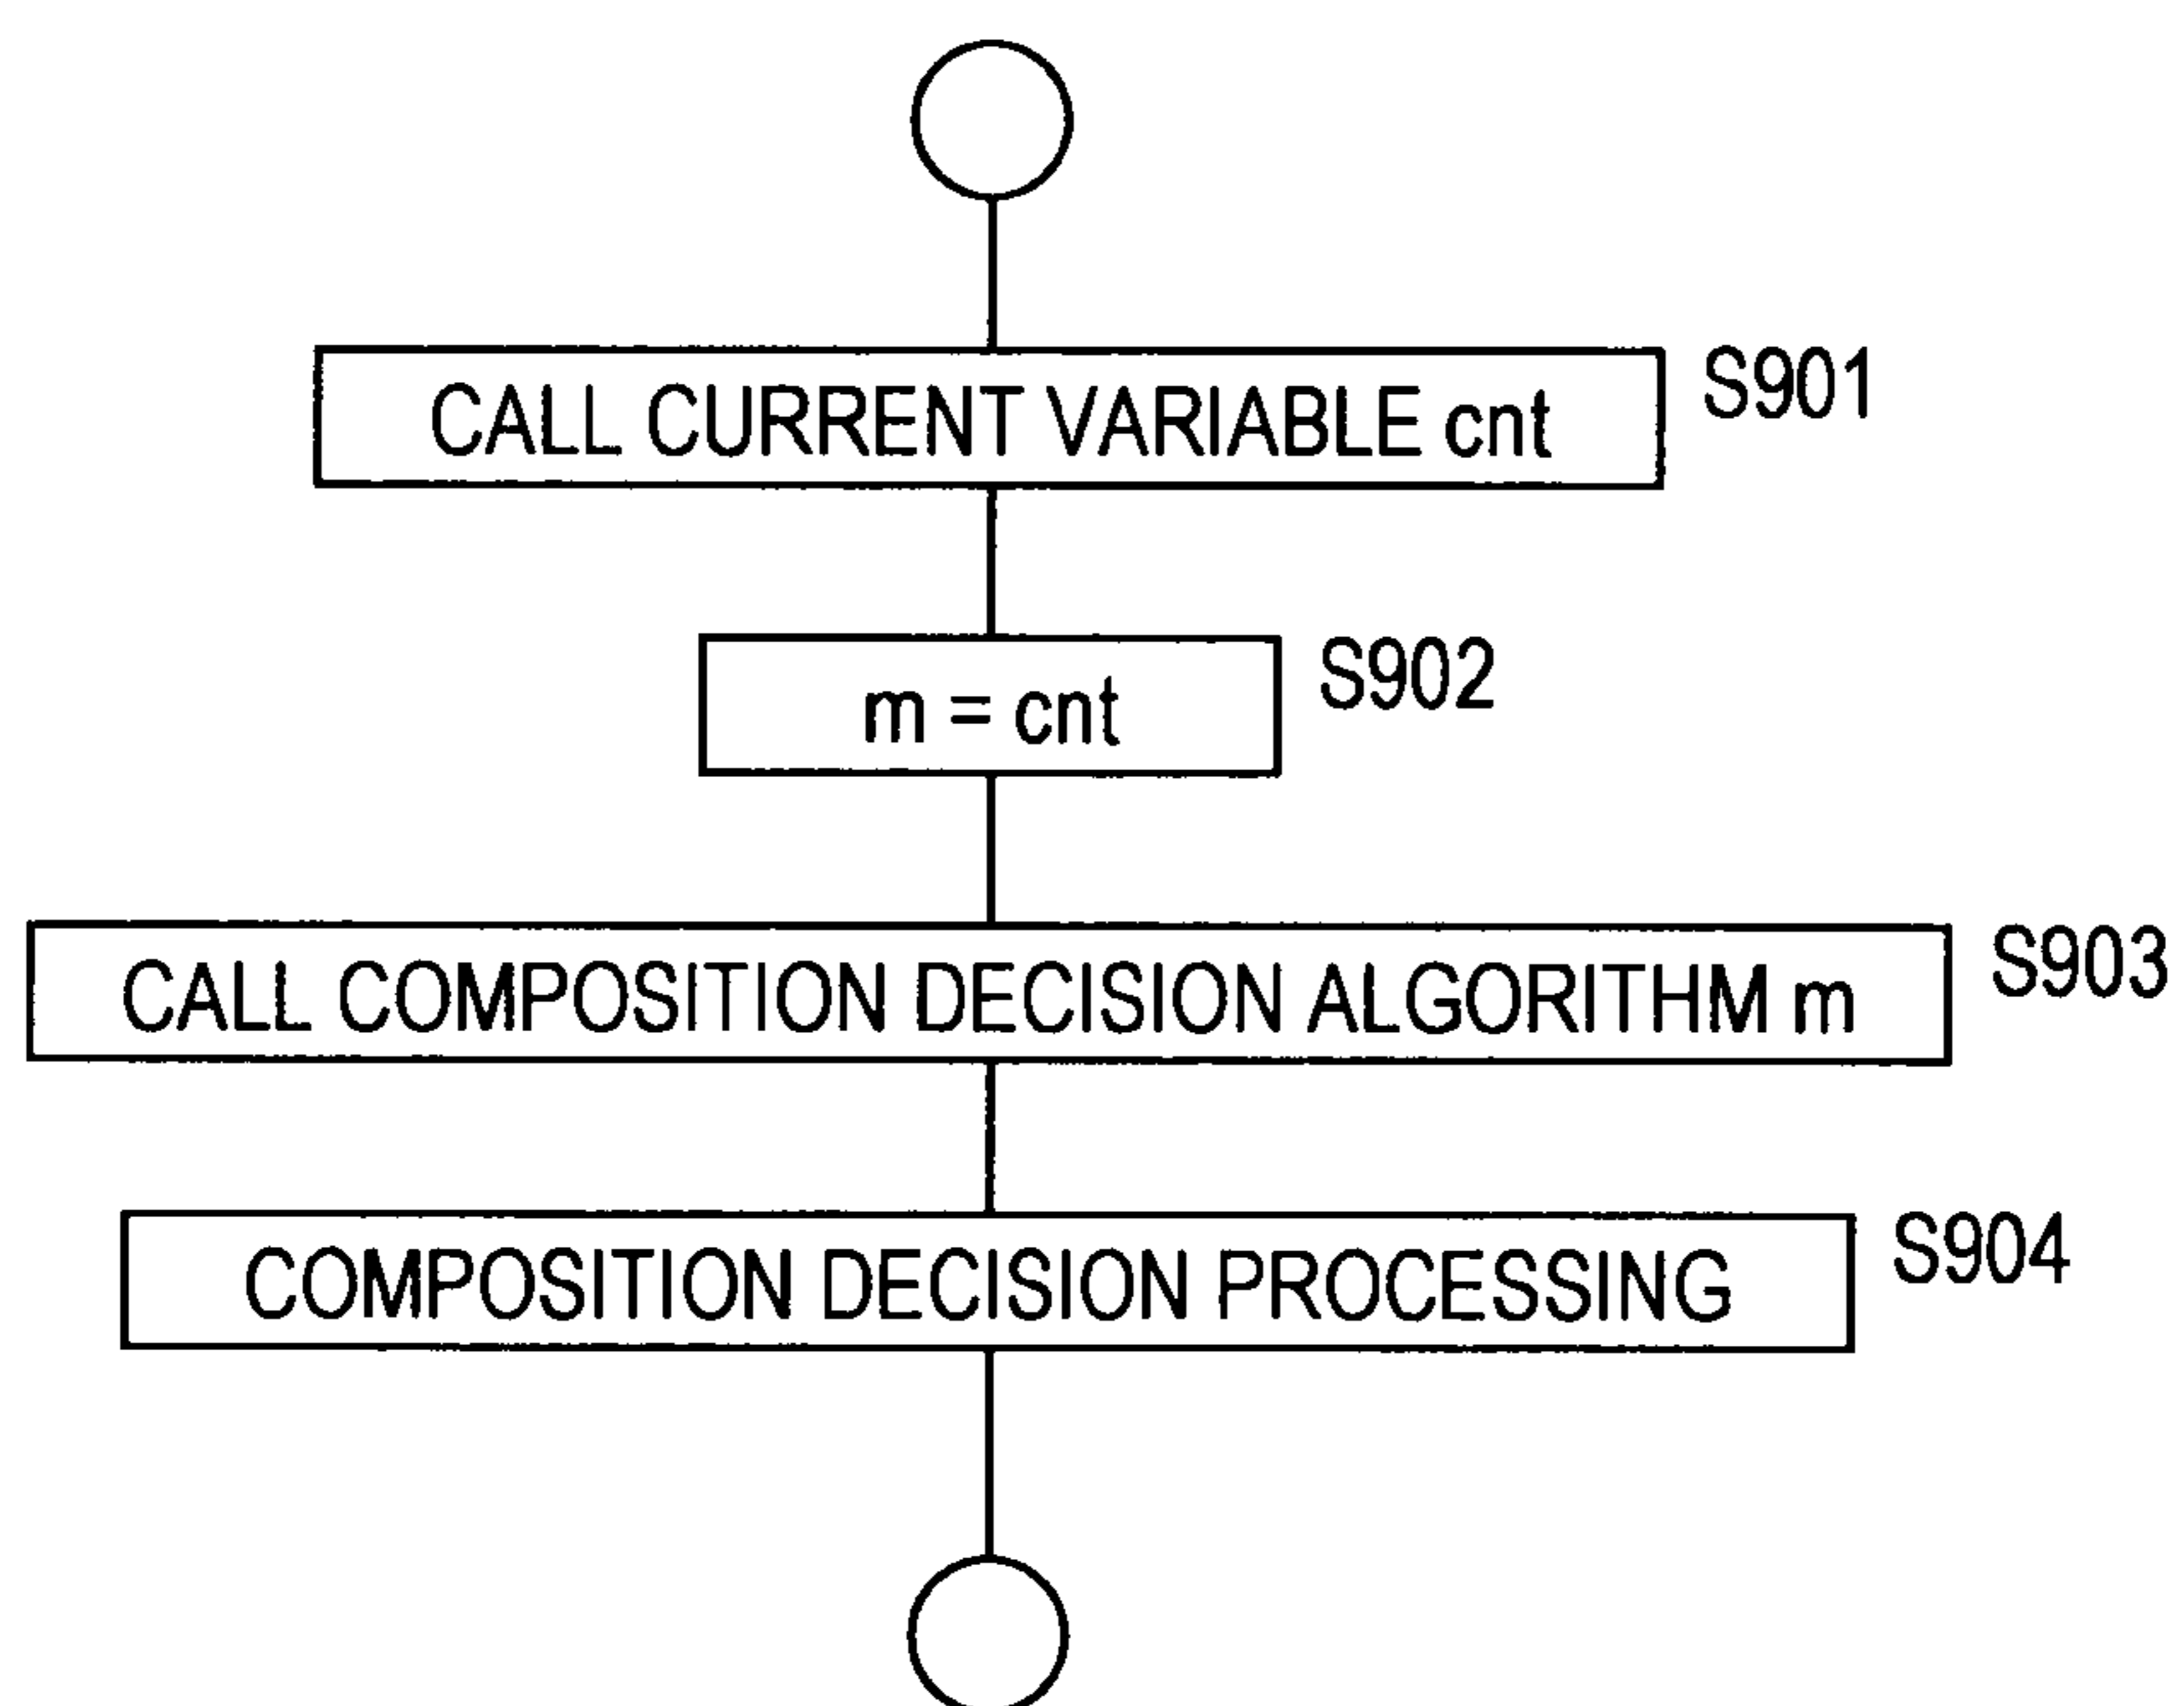 CALL CURRENT VARIABLE cnt
S901
m = cnt
S902
CALL COMPOSITION DECISION ALGORITHM m
S903
COMPOSITION DECISION PROCESSING
S904